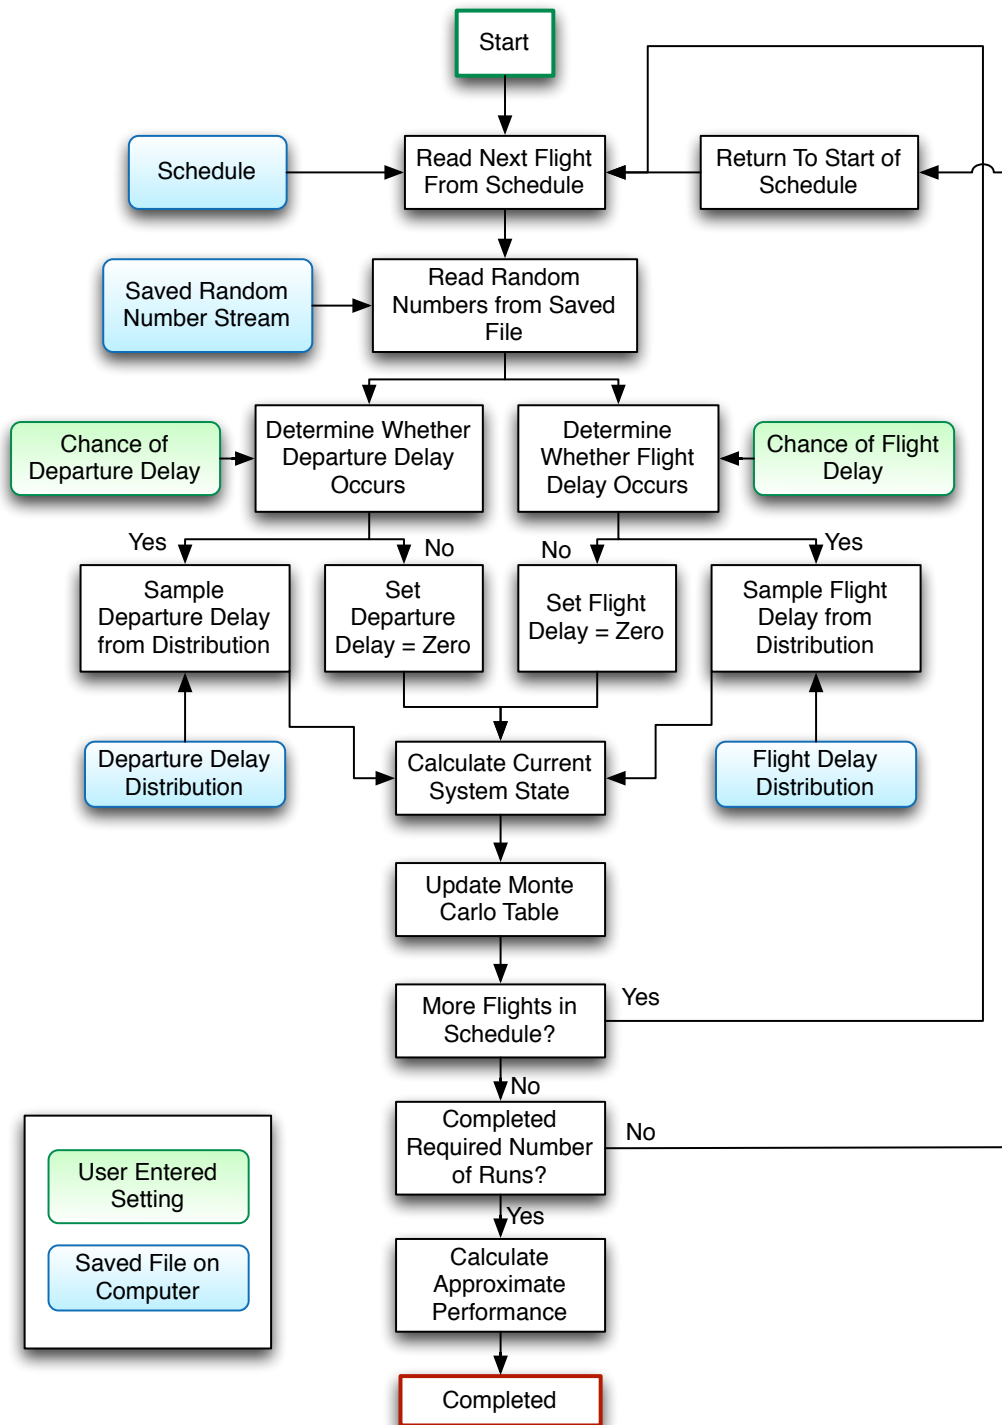 Start
Schedule
Read Next Flight
From Schedule
Return To Start of
Schedule
Saved Random
Number Stream
Read Random
Numbers from Saved
File
Chance of
Departure Delay
Determine Whether
Departure Delay
Occurs
Determine
Whether Flight
Delay Occurs
Chance of Flight
Delay
Yes
No
No
Yes
Sample
Departure Delay
from Distribution
Set
Departure
Delay = Zero
Set Flight
Delay = Zero
Sample Flight
Delay from
Distribution
Departure Delay
Distribution
Calculate Current
System State
Flight Delay
Distribution
Update Monte
Carlo Table
More Flights in
Schedule?
Yes
No
Completed
Required Number
of Runs?
No
User Entered
Setting
Saved File on
Computer
Yes
Calculate
Approximate
Performance
Completed